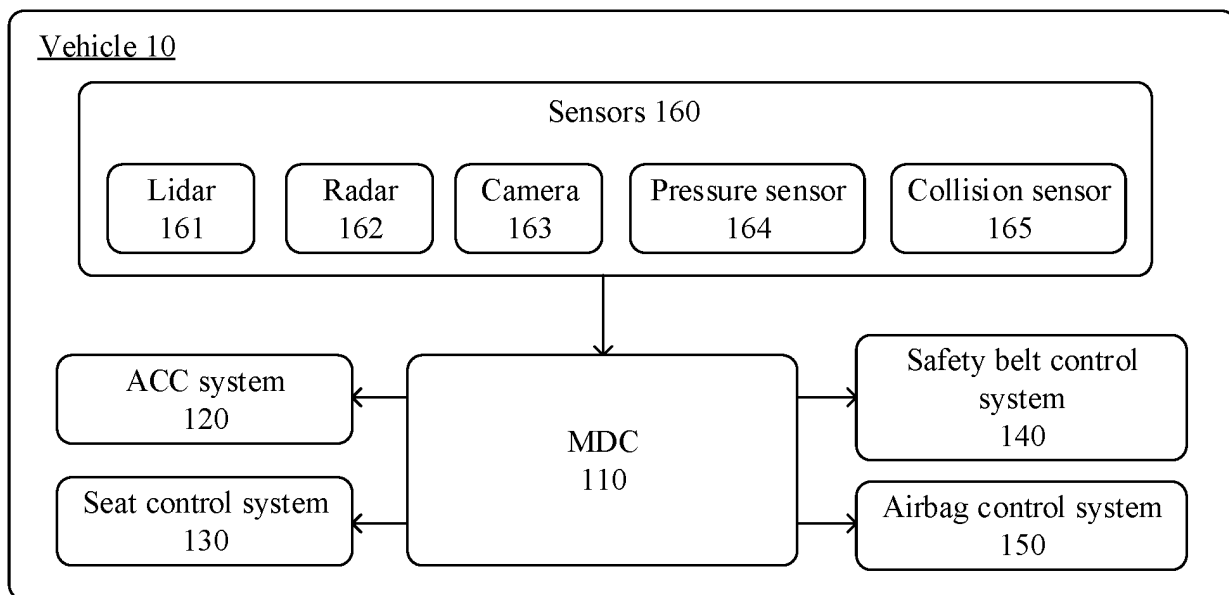 Vehicle 10
Sensors 160
Lidar
161
Radar
162
Camera
163
Pressure sensor
164
Collision sensor
165
ACC system
120
Seat control system
130
MDC
110
Safety belt control
system
140
Airbag control system
150